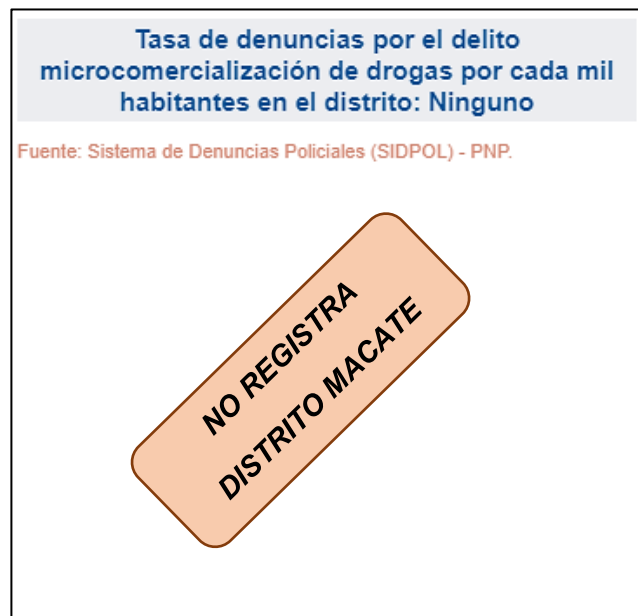 Tasa de denuncias por el delito
microcomercialización de drogas por cada mil
habitantes en el distrito: Ninguno
Fuente: Sistema de Denuncias Policiales (SIDPOL) - PNP.
NO REGISTRA
DISTRITO MACATE